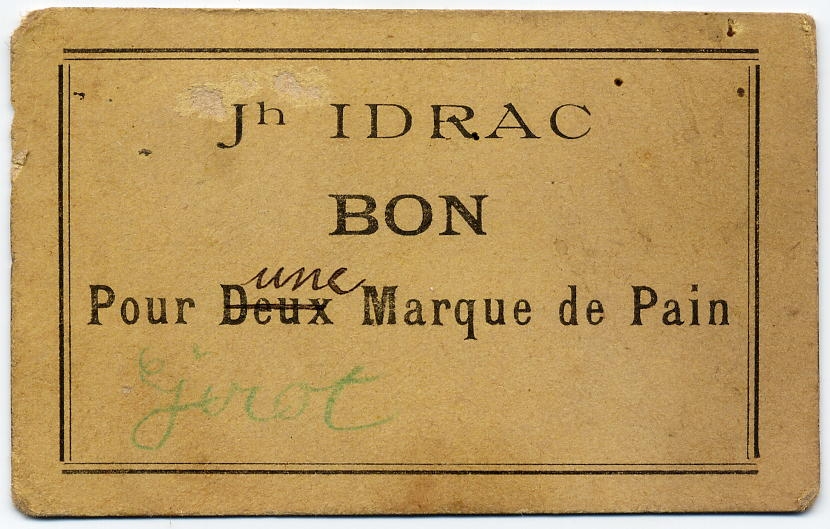 Jh IDRAC
BON
une
Pour Deux Marque de Pain
Girot